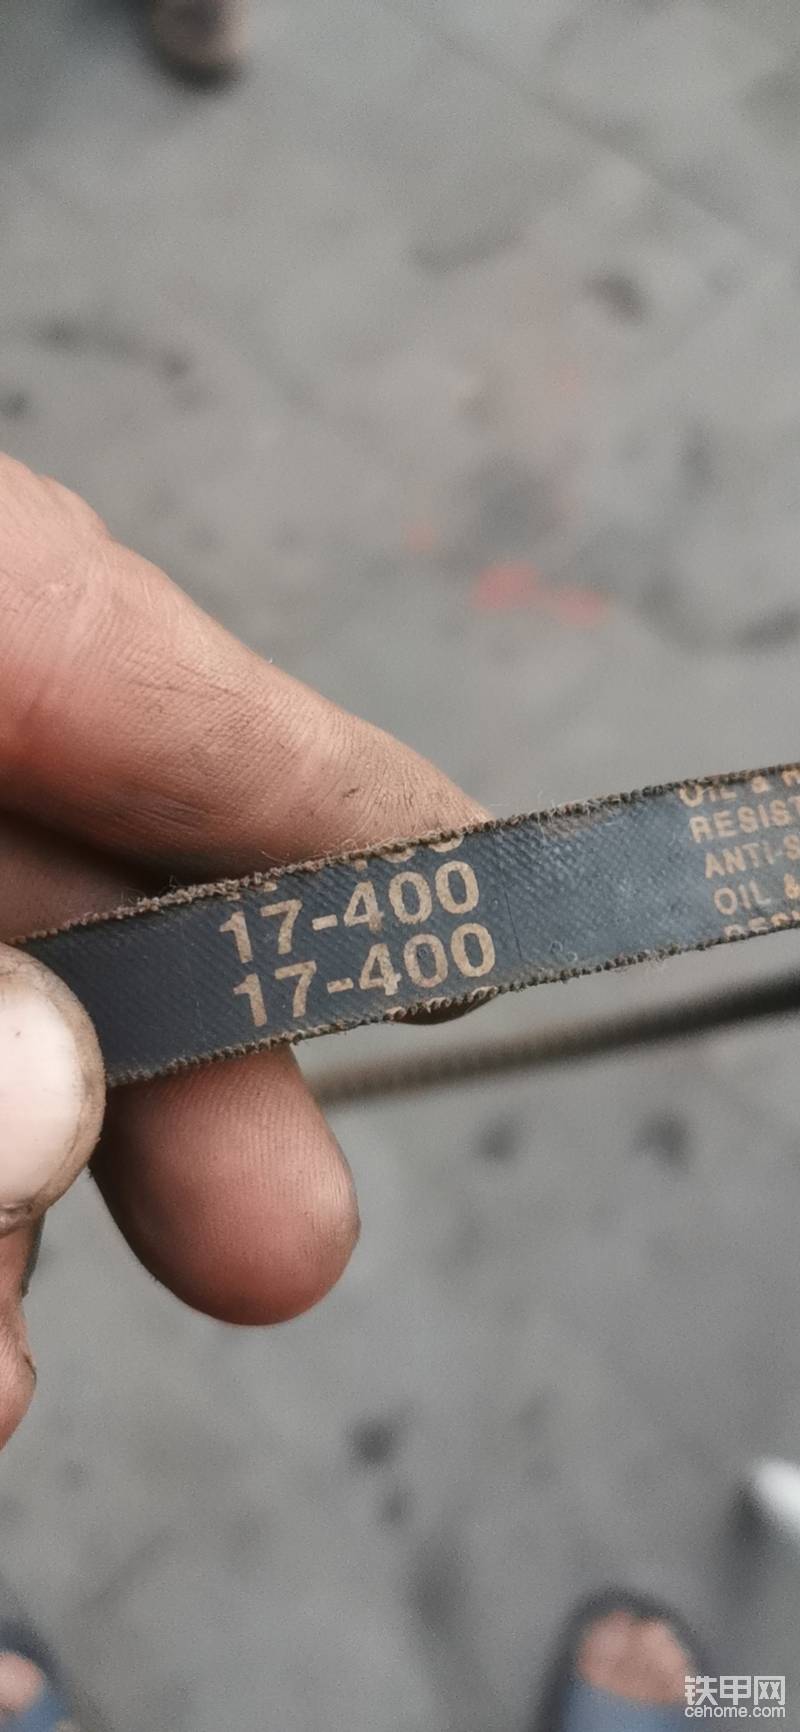 17-400
17-400
RESIST
ANTI-S
OIL &
铁甲网
cehome.com